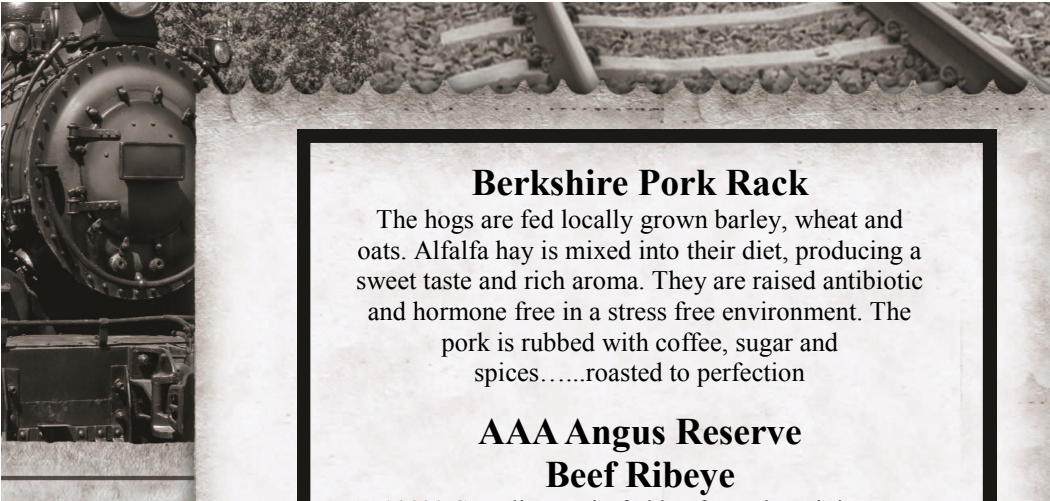 Berkshire Pork Rack
The hogs are fed locally grown barley, wheat and
oats. Alfalfa hay is mixed into their diet, producing a
sweet taste and rich aroma. They are raised antibiotic
and hormone free in a stress free environment. The
pork is rubbed with coffee, sugar and
spices…...roasted to perfection
AAA Angus Reserve
Beef Ribeye